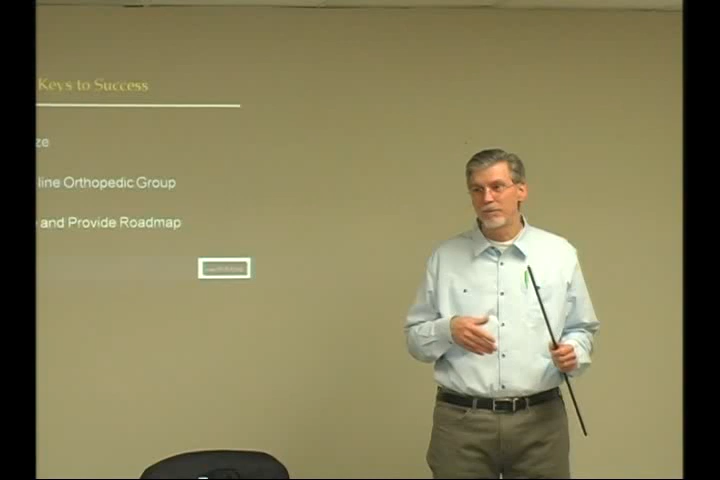 Keys to Success
ze
line Orthopedic Group
and Provide Roadmap